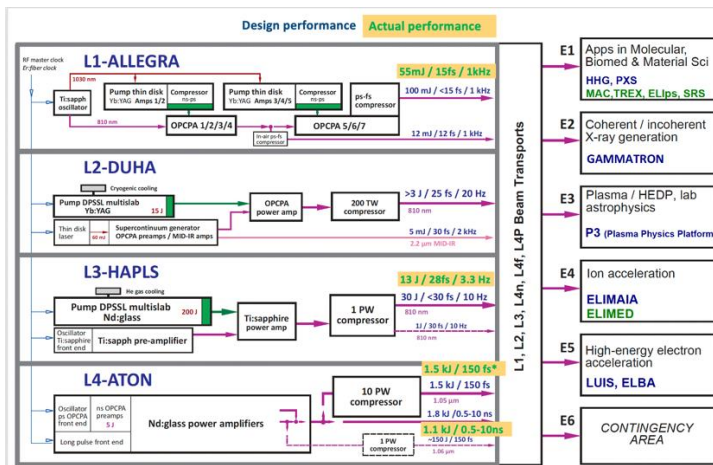 Design performance
Actual performance
RF master clock
Er-fiber clock
L1-ALLEGRA
1030 nm
Ti:sapph
oscillator
810 nm
Pump thin disk
Yb:YAG Amps 1/2
Compressor
ns-ps
Pump thin disk
Yb:YAG Amps 3/4/5
Compressor
ns-ps
ps-fs
compressor
OPCPA 1/2/3/4
In-air ps-fs
compressor
OPCPA 5/6/7
55mJ / 15fs / 1kHz
100 mJ / <15 fs / 1 kHz
12 mJ / 12 fs / 1 kHz
L2-DUHA
Cryogenic cooling
Pump DPSSL multislab
Yb:YAG
15 J
Thin disk
laser
Supercontinuum generator
OPCPA preamps / MID-IR amps
OPCPA
power amp
200 TW
compressor
>3 J / 25 fs / 20 Hz
810 nm
5 mJ / 30 fs / 2 kHz
2.2 μm MID-IR
L3-HAPLS
He gas cooling
Pump DPSSL multislab
Nd:glass
200 J
Oscillator
Ti:sapphire
front end
Ti:sapph pre-amplifier
Ti:sapphire
power amp
1 PW
compressor
13 J / 28fs / 3.3 Hz
30 J / <30 fs / 10 Hz
810 nm
1J / 30 fs / 10 Hz
810 nm
L4-ATON
Oscillator
ps OPCPA
front end
ns OPCPA
preamps
5 J
Long pulse front end
Nd:glass power amplifiers
10 PW
compressor
1 PW
compressor
1.5 kJ / 150 fs*
1.5 kJ / 150 fs
1.05 μm
1.8 kJ /0.5-10 ns
1.1 kJ / 0.5-10ns
~150 J / 150 fs
1.06 μm
L1, L2, L3, L4n, L4f, L4P Beam Transports
E1
Apps in Molecular,
Biomed & Material Sci
HHG, PXS
MAC,TREX, ELIps, SRS
E2
Coherent / incoherent
X-ray generation
GAMMATRON
E3
Plasma / HEDP, lab
astrophysics
P3 (Plasma Physics Platform
E4
Ion acceleration
ELIMAIA
ELIMED
E5
High-energy electron
acceleration
LUIS, ELBA
E6
CONTINGENCY
AREA